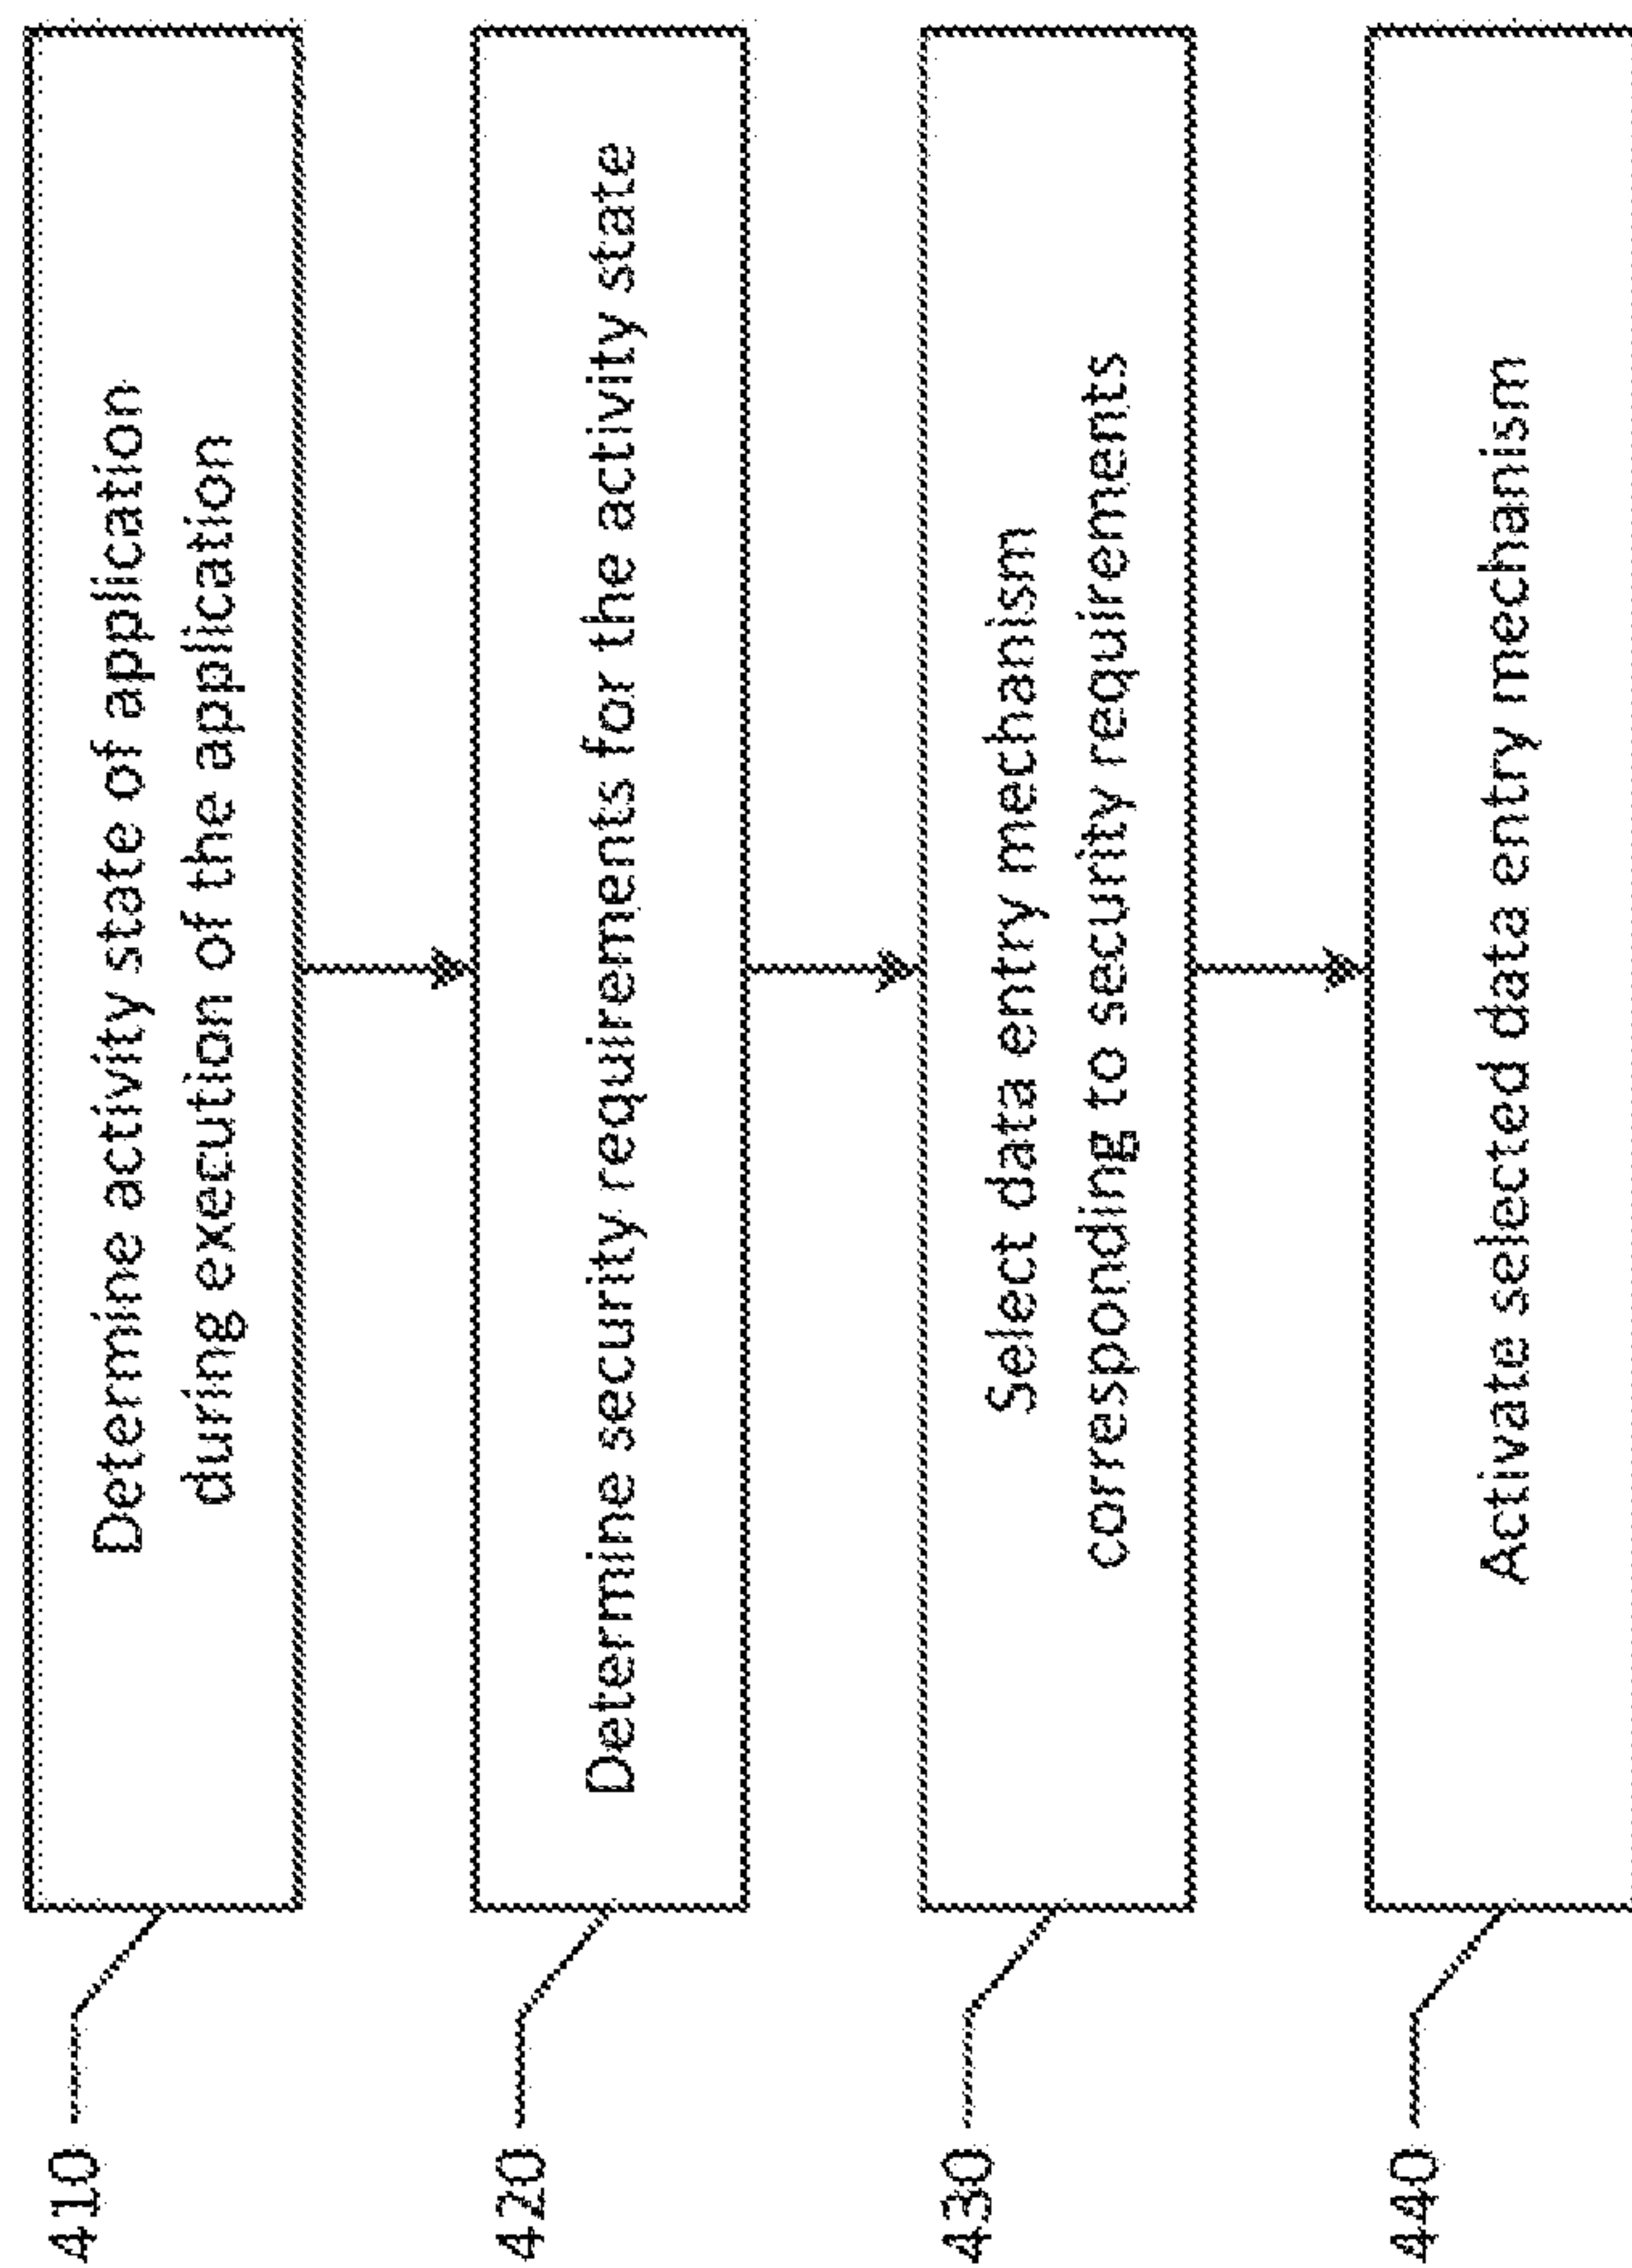 410
Determine activity state of application
during execution of the application
420
Determine security requirements for the activity state
430
Select data entry mechanism
corresponding to security requirements
440
Activate selected data entry mechanism